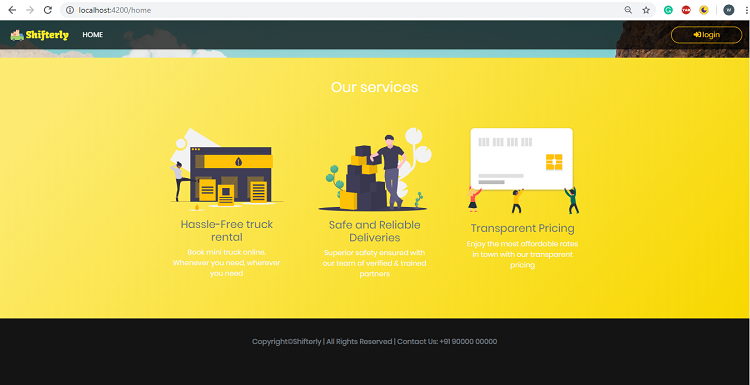 localhost:4200/home
Shifterly
HOME
login
Our services
Hassle-Free truck
rental
Book mini truck online.
Whenever you need, wherever
you need
Safe and Reliable
Deliveries
Superior safety ensured with
our team of verified & trained
partners
Transparent Pricing
Enjoy the most affordable rates
in town with our transparent
pricing
Copyright©Shifterly | All Rights Reserved | Contact Us: +91 90000 00000